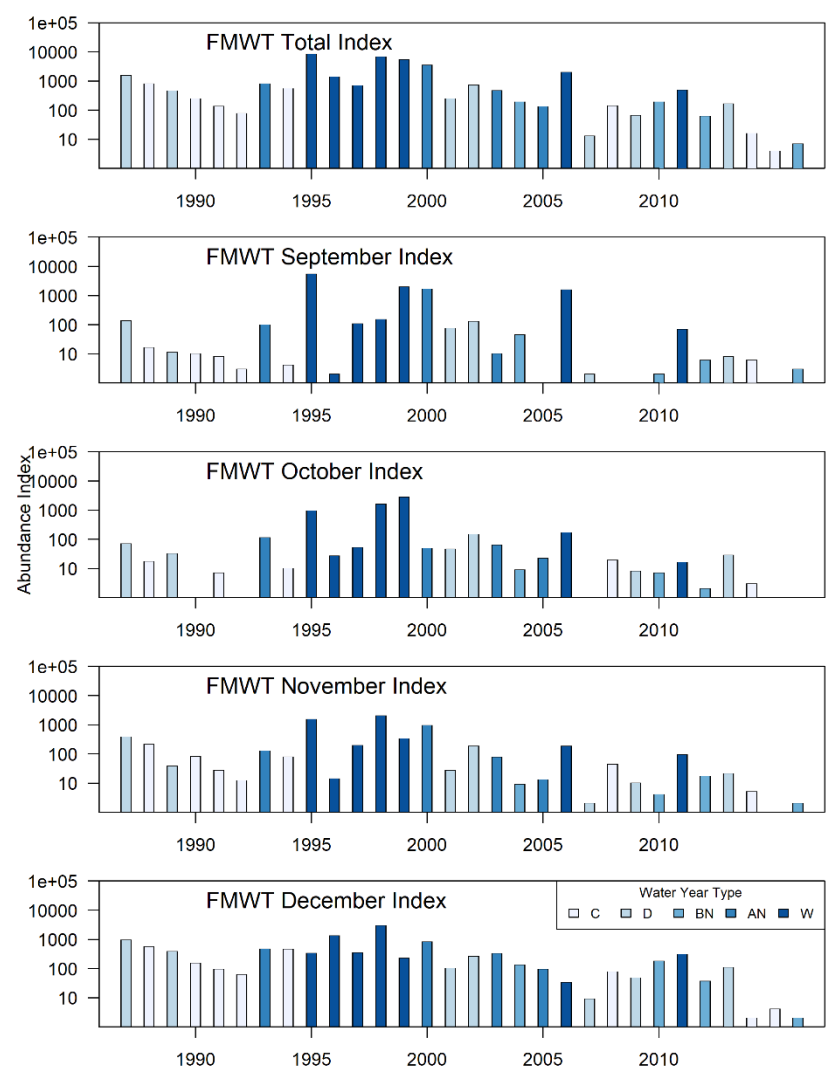 FMWT Total Index
1e+05
10000
1000
100
10
1990 1995 2000 2005 2010
FMWT September Index
1e+05
10000
1000
100
10
1990 1995 2000 2005 2010
Abundance Index
FMWT October Index
1e+05
10000
1000
100
10
1990 1995 2000 2005 2010
FMWT November Index
1e+05
10000
1000
100
10
1990 1995 2000 2005 2010
FMWT December Index
1e+05
10000
1000
100
10
Water Year Type
C D BN AN W
1990 1995 2000 2005 2010